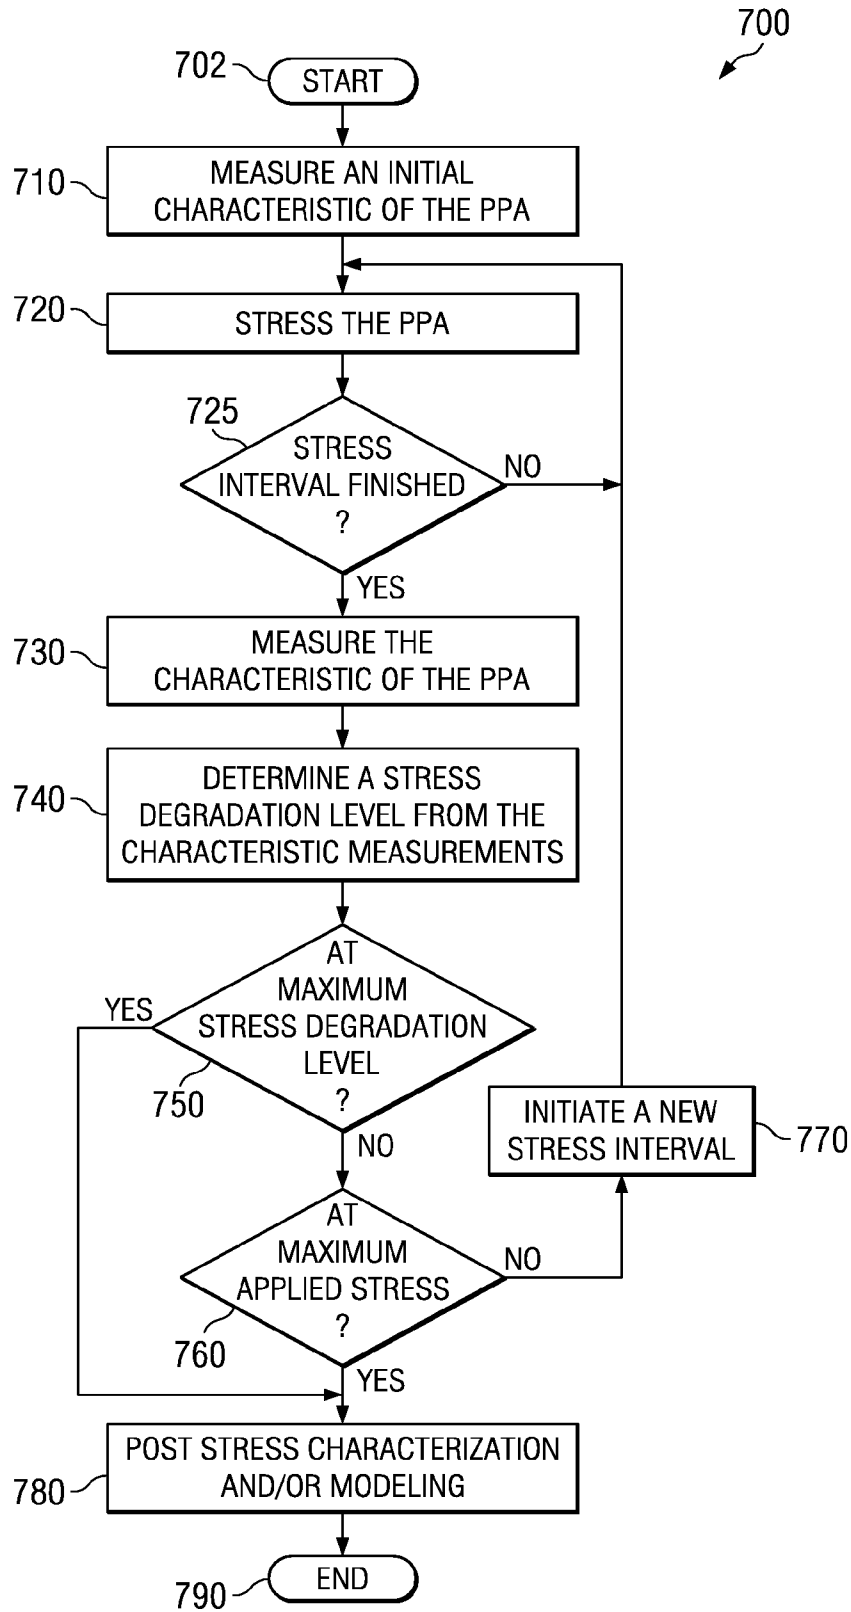 700
702
START
710
MEASURE AN INITIAL
CHARACTERISTIC OF THE PPA
720
STRESS THE PPA
725
STRESS
INTERVAL FINISHED
?
NO
YES
730
MEASURE THE
CHARACTERISTIC OF THE PPA
740
DETERMINE A STRESS
DEGRADATION LEVEL FROM THE
CHARACTERISTIC MEASUREMENTS
YES
AT
MAXIMUM
STRESS DEGRADATION
LEVEL
?
750
NO
INITIATE A NEW
STRESS INTERVAL
770
AT
MAXIMUM
APPLIED STRESS
?
NO
760
YES
780
POST STRESS CHARACTERIZATION
AND/OR MODELING
790
END